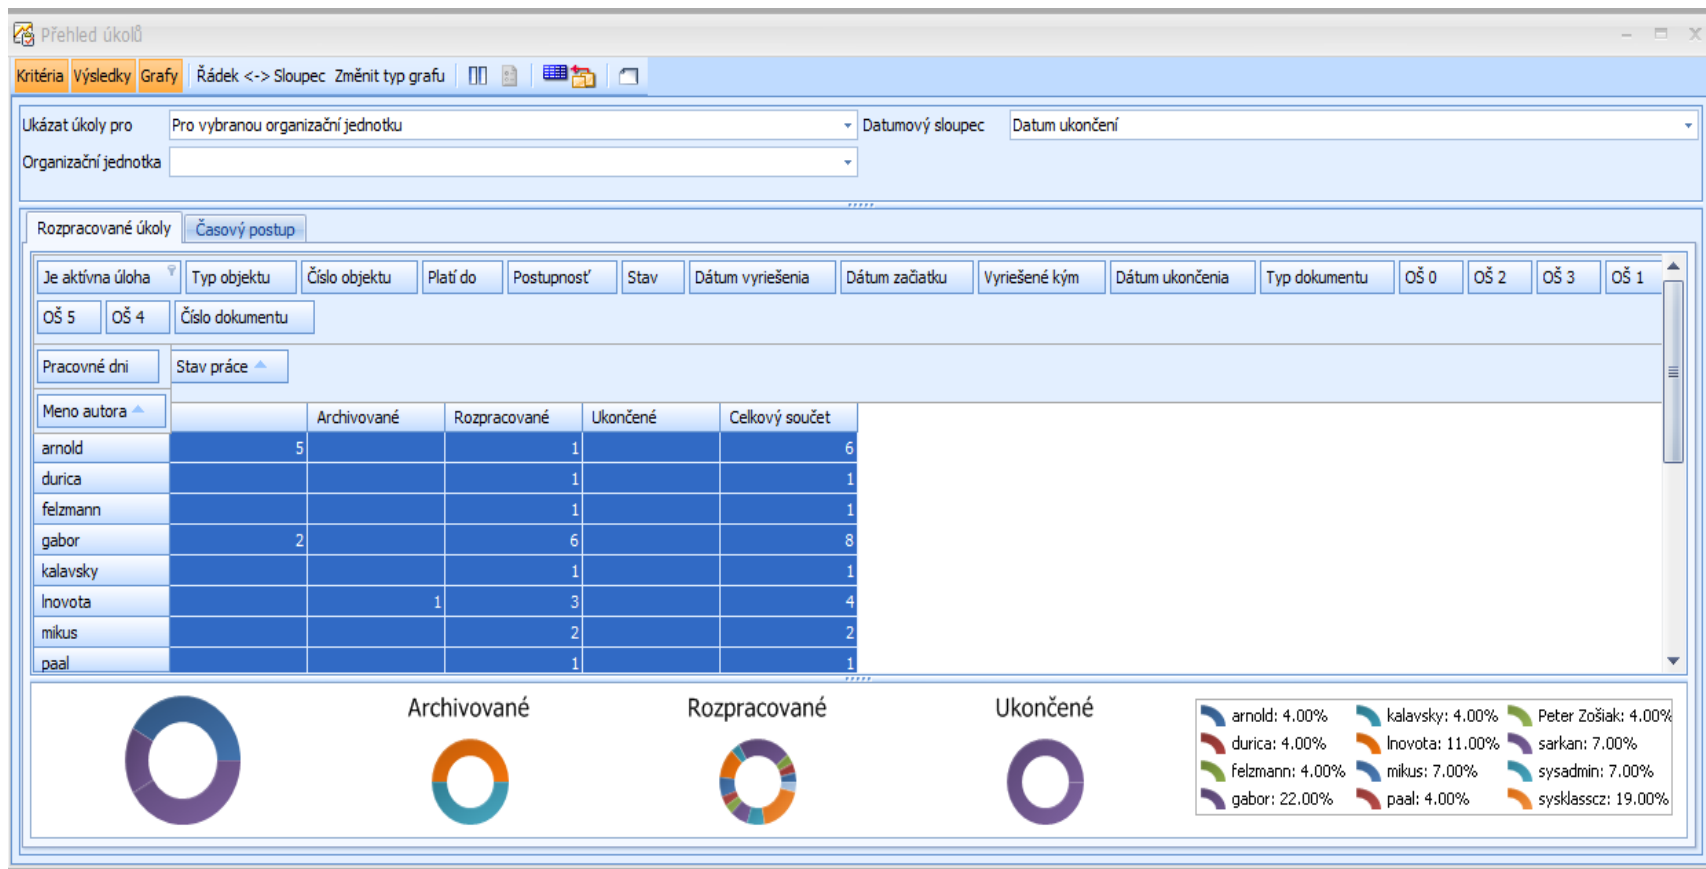 Přehled úkolů
Kritéria Výsledky Grafy Řádek <-> Sloupec Změnit typ grafu
Ukázat úkoly pro Pro vybranou organizační jednotku Datumový sloupec Datum ukončení
Organizační jednotka
Rozpracované úkoly Časový postup
Je aktívna úloha Typ objektu Číslo objektu Platí do Postupnosť Stav Dátum vyriešenia Dátum začiatku Vyriešené kým Dátum ukončenia Typ dokumentu OŠ 0 OŠ 2 OŠ 3 OŠ 1
OŠ 5 OŠ 4 Číslo dokumentu
Pracovné dni Stav práce
Meno autora Archivované Rozpracované Ukončené Celkový součet
arnold 5 1 6
durica 1 1
felzmann 1 1
gabor 2 6 8
kalavsky 1 1
lnovota 1 3 4
mikus 2 2
paal 1 1
Archivované Rozpracované Ukončené
arnold: 4.00% kalavsky: 4.00% Peter Zošiak: 4.00%
durica: 4.00% lnovota: 11.00% sarkan: 7.00%
felzmann: 4.00% mikus: 7.00% sysadmin: 7.00%
gabor: 22.00% paal: 4.00% sysklasscz: 19.00%